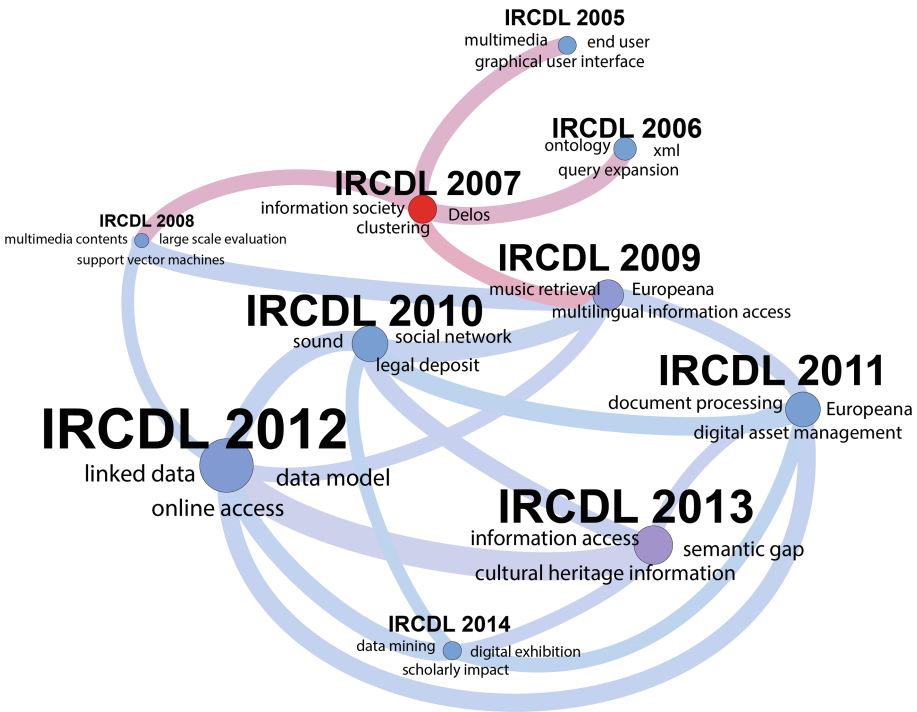 IRCDL 2005
multimedia end user
graphical user interface
IRCDL 2006
ontology xml
query expansion
IRCDL 2007
information society Delos
clustering
IRCDL 2008
multimedia contents large scale evaluation
support vector machines
IRCDL 2009
music retrieval Europeana
multilingual information access
IRCDL 2010
sound social network
legal deposit
IRCDL 2011
document processing Europeana
digital asset management
IRCDL 2012
linked data data model
online access
IRCDL 2013
information access semantic gap
cultural heritage information
IRCDL 2014
data mining digital exhibition
scholarly impact